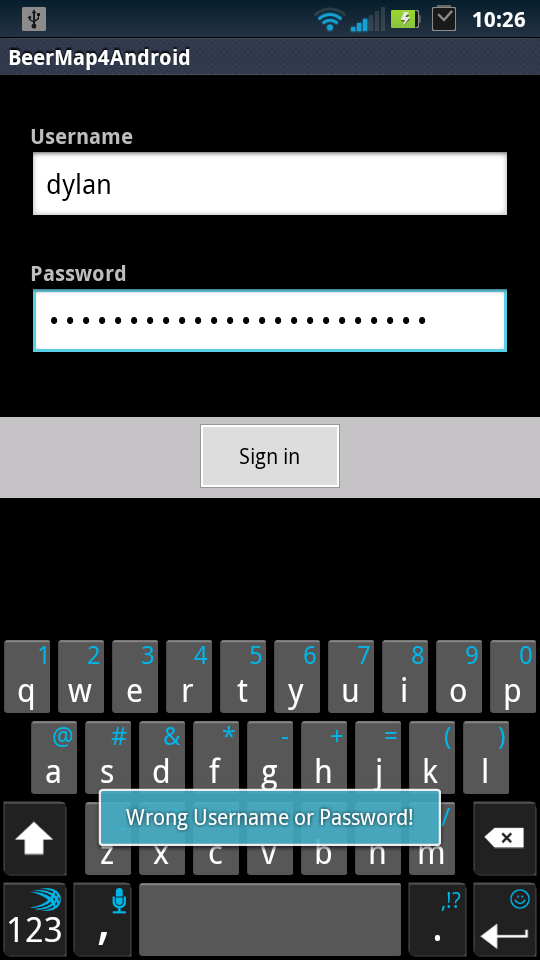 10:26
BeerMap4Android
Username
dylan
Password
••••••••••••••••••••••••
Sign in
1 2 3 4 5 6 7 8 9 0
q w e r t y u i o p
@ # & * - + = ( )
a s d f g h j k l
/
Wrong Username or Password!
z x c v b n m
,!?
123 , .